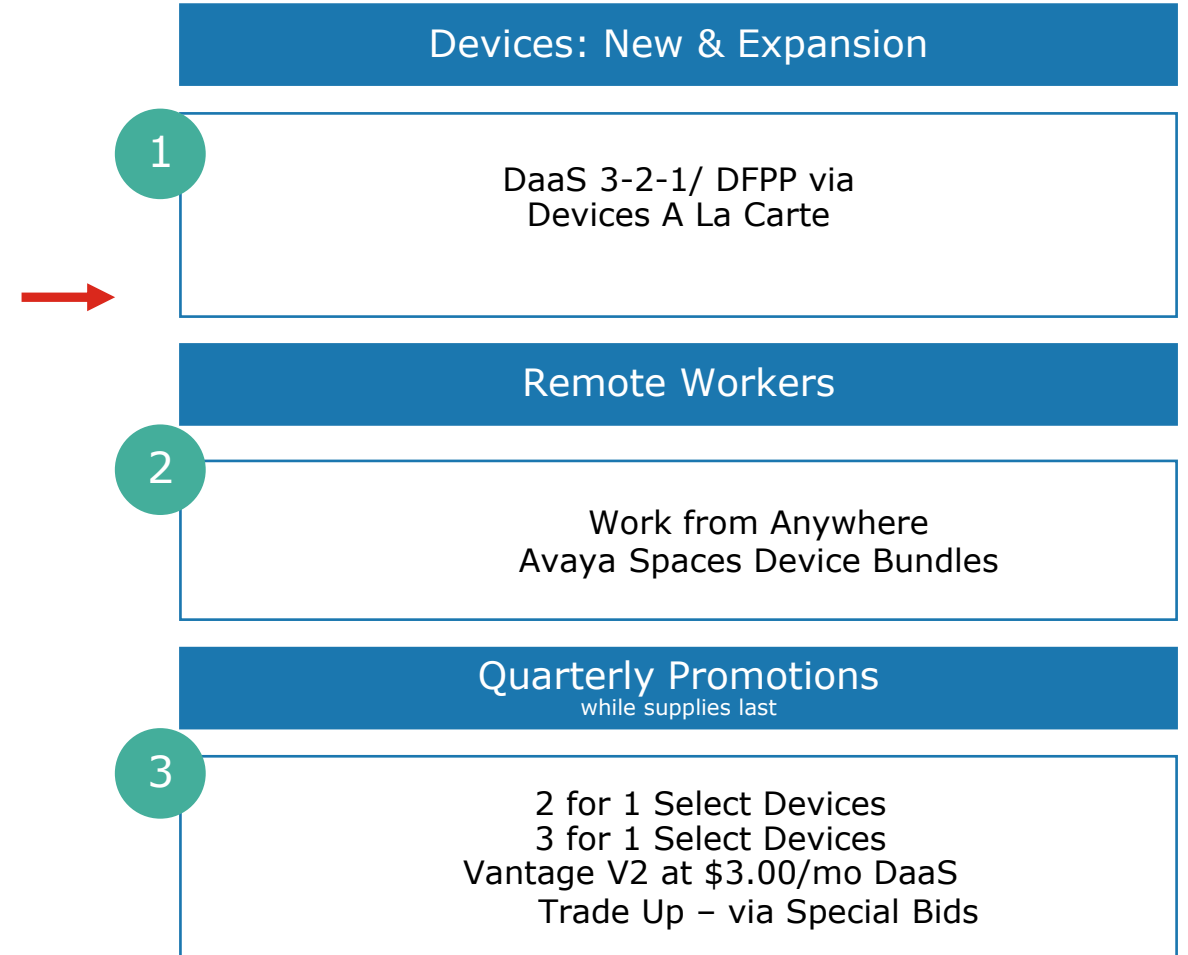 Devices: New & Expansion
1
DaaS 3-2-1/ DFPP via
Devices A La Carte
Remote Workers
2
Work from Anywhere
Avaya Spaces Device Bundles
Quarterly Promotions
while supplies last
3
2 for 1 Select Devices
3 for 1 Select Devices
Vantage V2 at $3.00/mo DaaS
Trade Up – via Special Bids